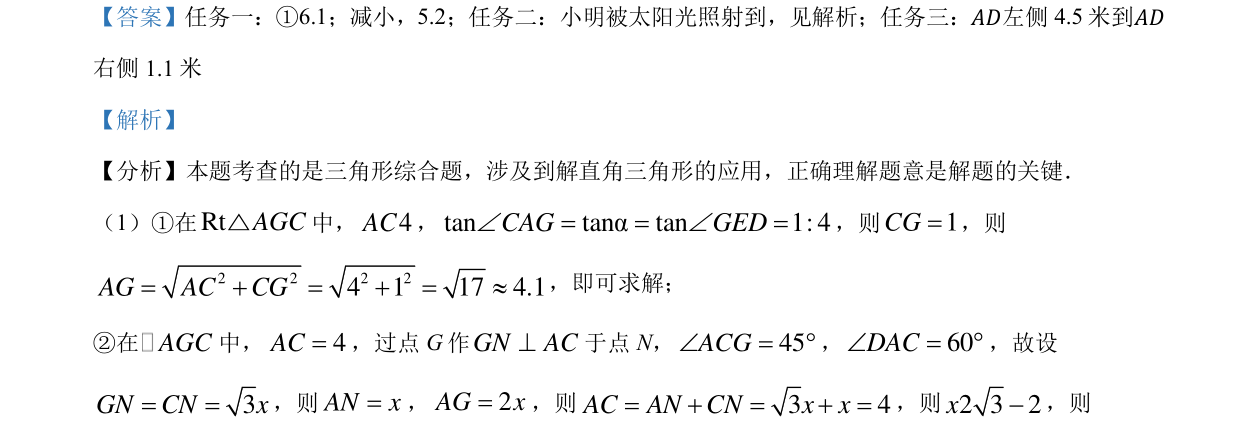 【答案】任务一：①6.1；减小，5.2；任务二：小明被太阳光照射到，见解析；任务三：AD左侧 4.5 米到AD
右侧 1.1 米
【解析】
【分析】本题考查的是三角形综合题，涉及到解直角三角形的应用，正确理解题意是解题的关键．
（1）①在 Rt△AGC 中， AC4 ， tan∠CAG = tanα = tan∠GED = 1 : 4 ，则 CG = 1 ，则
AG = √(AC² + CG²) = √(4² + 1²) = √17 ≈ 4.1，即可求解；
②在□AGC 中， AC = 4 ，过点 G 作 GN ⊥ AC 于点 N， ∠ACG = 45° ， ∠DAC = 60° ，故设
GN = CN = √3x ，则 AN = x ， AG = 2x ，则 AC = AN + CN = √3x + x = 4 ，则 x2√3 − 2 ，则